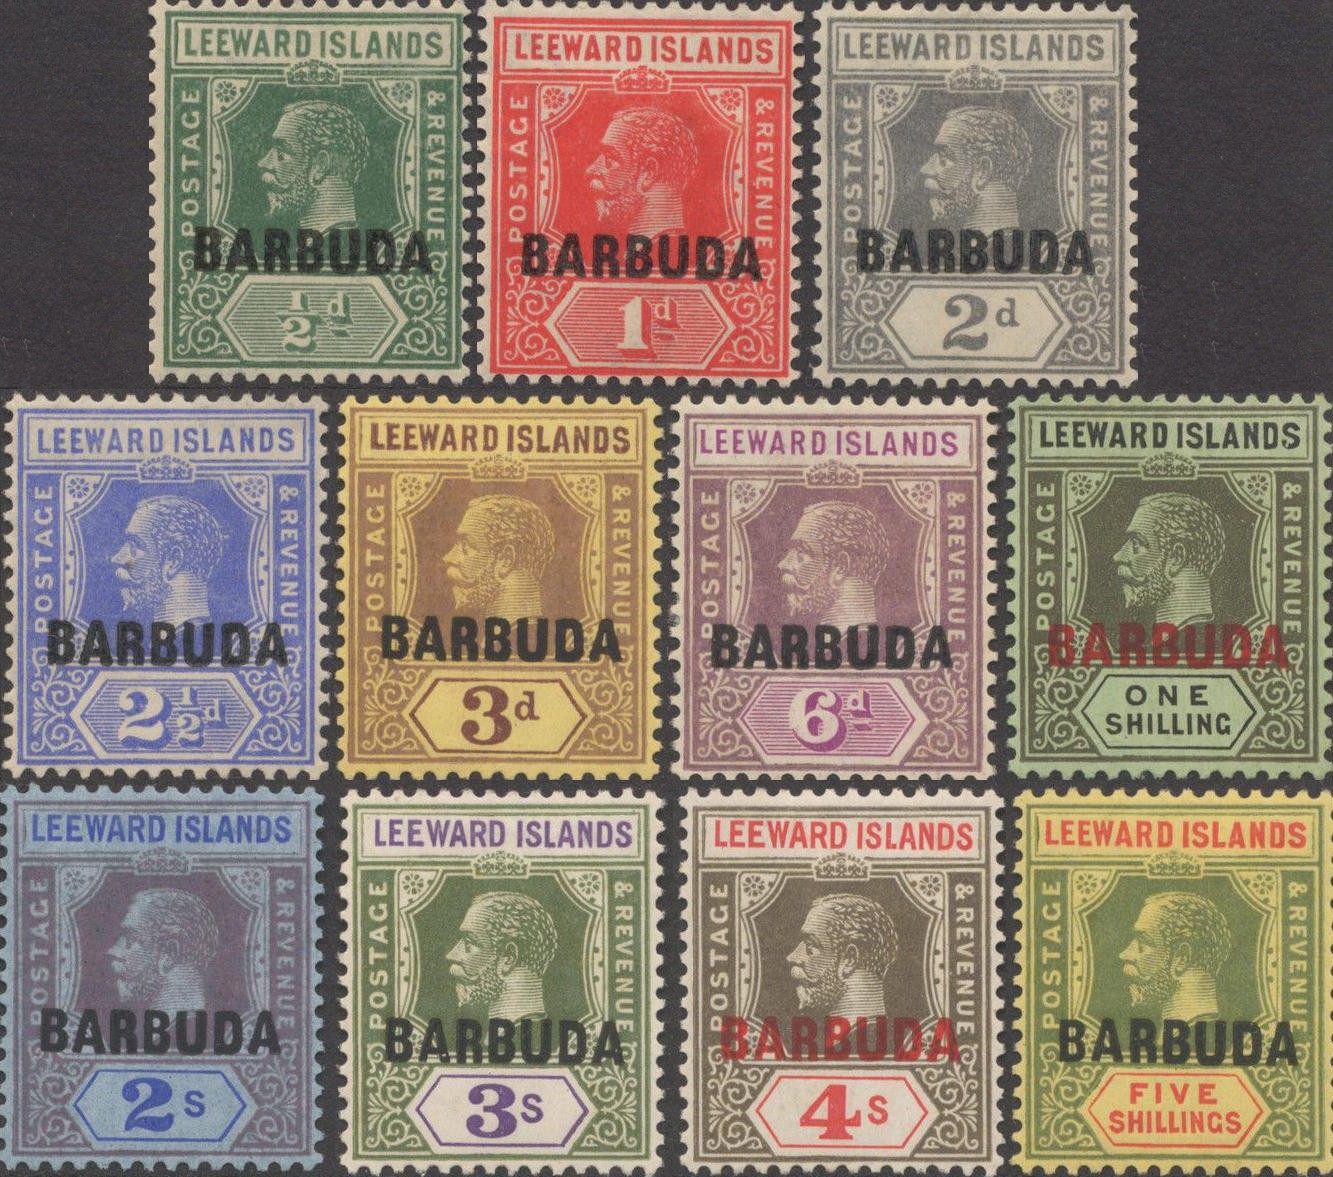 LEEWARD ISLANDS
POSTAGE
& REVENUE
BARBUDA
½d
LEEWARD ISLANDS
POSTAGE
& REVENUE
BARBUDA
1d
LEEWARD ISLANDS
POSTAGE
& REVENUE
BARBUDA
2d
LEEWARD ISLANDS
POSTAGE
& REVENUE
BARBUDA
2½d
LEEWARD ISLANDS
POSTAGE
& REVENUE
BARBUDA
3d
LEEWARD ISLANDS
POSTAGE
& REVENUE
BARBUDA
6d
LEEWARD ISLANDS
POSTAGE
& REVENUE
BARBUDA
ONE
SHILLING
LEEWARD ISLANDS
POSTAGE
& REVENUE
BARBUDA
2s
LEEWARD ISLANDS
POSTAGE
& REVENUE
BARBUDA
3s
LEEWARD ISLANDS
POSTAGE
& REVENUE
BARBUDA
4s
LEEWARD ISLANDS
POSTAGE
& REVENUE
BARBUDA
FIVE
SHILLINGS